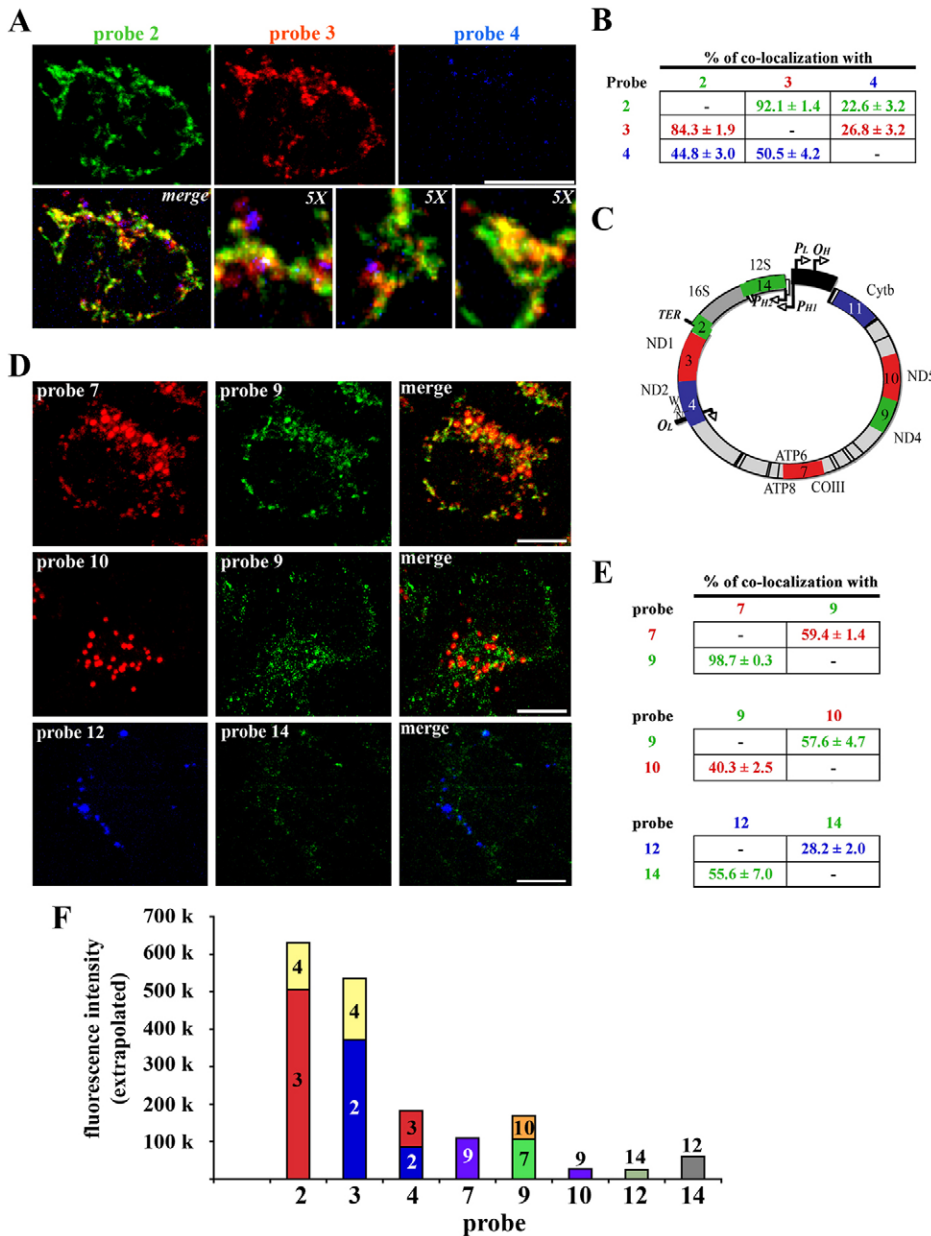 A
probe 2
probe 3
probe 4
merge
5X
5X
5X
B
% of co-localization with
Probe 2 3 4
2 - 92.1 ± 1.4 22.6 ± 3.2
3 84.3 ± 1.9 - 26.8 ± 3.2
4 44.8 ± 3.0 50.5 ± 4.2 -
C
PL OH
12S
14
16S
PH2
PH1
Cytb
11
TER
2
ND1
3
10
ND5
ND2
4
W
A
N
OL
9
ND4
ATP6
7
ATP8
COIII
D
probe 7
probe 9
merge
probe 10
probe 9
merge
probe 12
probe 14
merge
E
% of co-localization with
probe 7 9
7 - 59.4 ± 1.4
9 98.7 ± 0.3 -
probe 9 10
9 - 57.6 ± 4.7
10 40.3 ± 2.5 -
probe 12 14
12 - 28.2 ± 2.0
14 55.6 ± 7.0 -
F
fluorescence intensity
(extrapolated)
700 k
600 k
500 k
400 k
300 k
200 k
100 k
4
3
4
2
3
2
9
10
7
9
14
12
2 3 4 7 9 10 12 14
probe